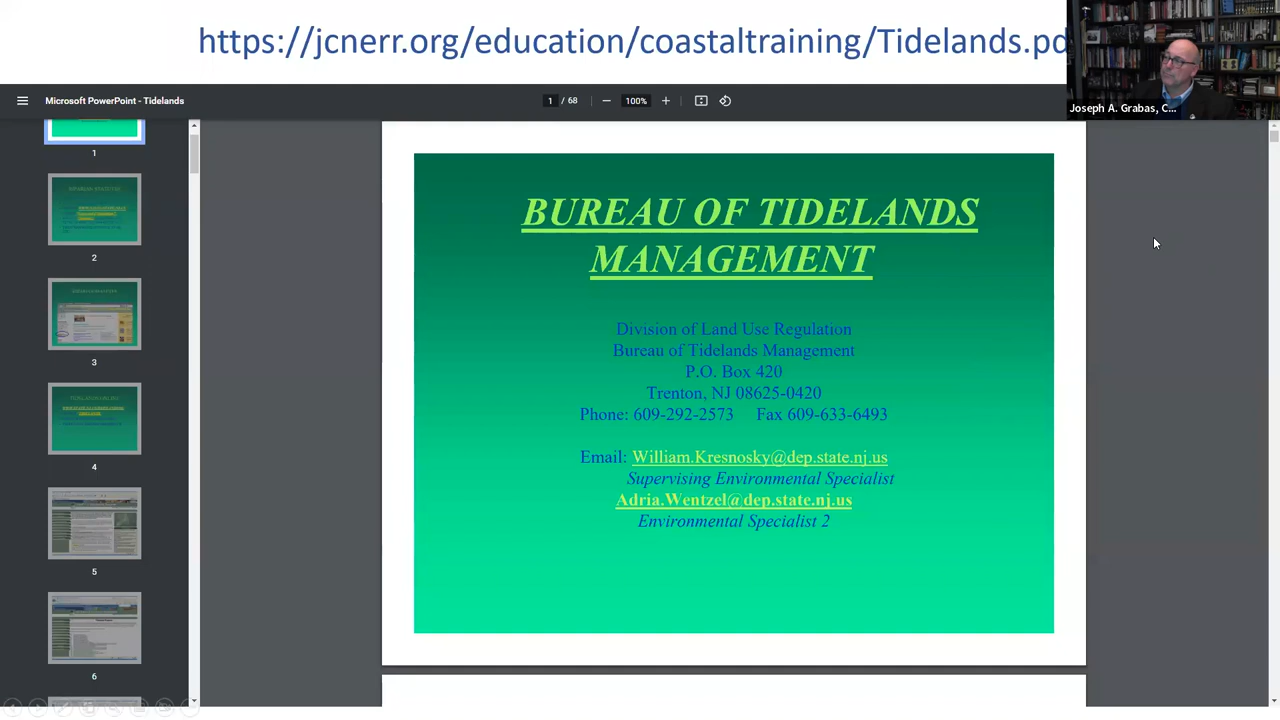 https://jcnerr.org/education/coastaltraining/Tidelands.pd
Joseph A. Grabas, C...
Microsoft PowerPoint - Tidelands
1 / 68
100%
1
2
3
4
5
6
BUREAU OF TIDELANDS
MANAGEMENT
Division of Land Use Regulation
Bureau of Tidelands Management
P.O. Box 420
Trenton, NJ 08625-0420
Phone: 609-292-2573 Fax 609-633-6493
Email: William.Kresnosky@dep.state.nj.us
Supervising Environmental Specialist
Adria.Wentzel@dep.state.nj.us
Environmental Specialist 2